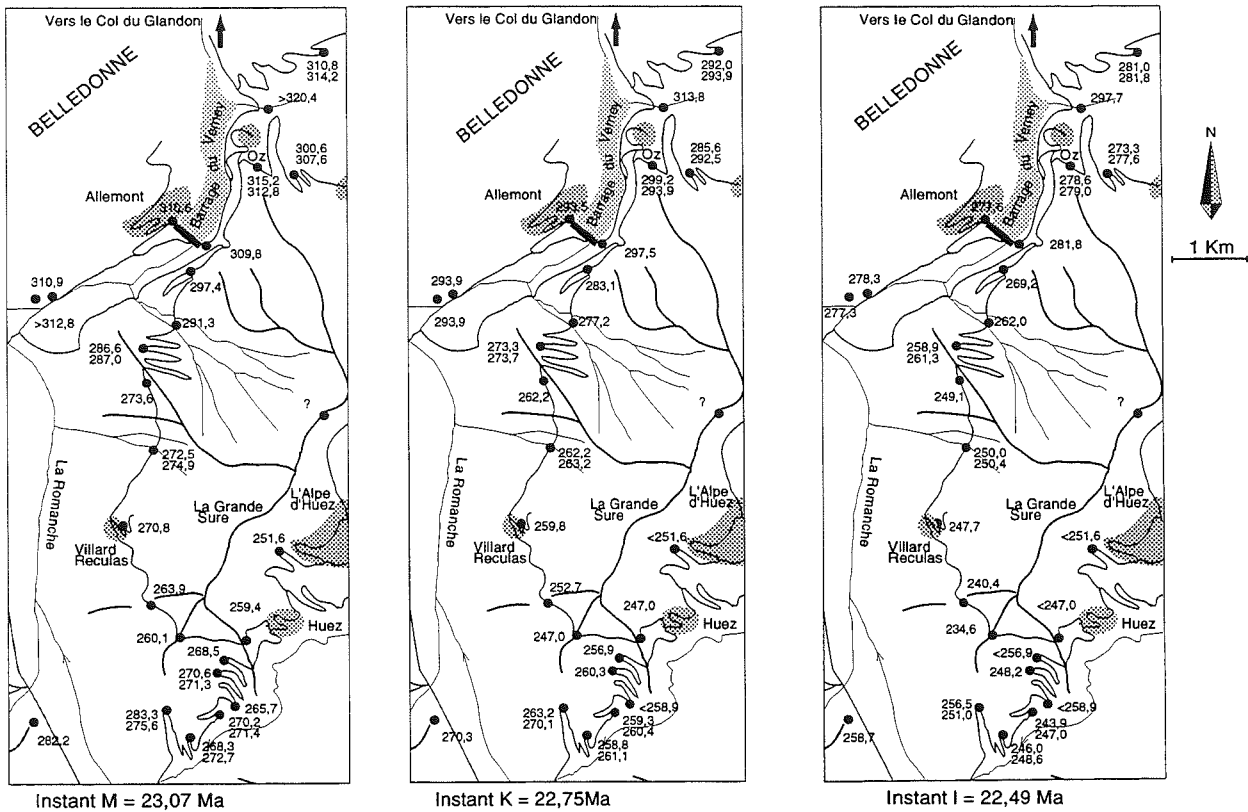 Vers le Col du Glandon
BELLEDONNE
310,8
314,2
>320,4
Barrage du Verney
Oz
300,6
307,6
315,2
312,6
Allemont
310,6
309,8
310,9
297,4
>312,8
291,3
286,6
287,0
273,6
?
272,5
274,9
La Romanche
La Grande
Sure
L'Alpe
d'Huez
270,8
Villard
Reculas
251,6
263,9
259,4
Huez
260,1
268,5
270,6
271,3
265,7
283,3
275,6
270,2
271,4
268,3
272,7
282,2
Instant M = 23,07 Ma
Vers le Col du Glandon
BELLEDONNE
292,0
293,9
313,8
Barrage du Verney
Oz
285,6
292,5
299,2
293,9
Allemont
293,5
297,5
293,9
283,1
293,9
277,2
273,3
273,7
262,2
?
262,2
263,2
La Romanche
La Grande
Sure
L'Alpe
d'Huez
259,8
Villard
Reculas
<251,6
252,7
247,0
Huez
247,0
256,9
260,3
<258,9
263,2
270,1
259,3
260,4
258,8
261,1
270,3
Instant K = 22,75Ma
Vers le Col du Glandon
BELLEDONNE
281,0
281,8
297,7
Barrage du Verney
Oz
273,3
277,6
278,6
279,0
Allemont
281,8
278,3
269,2
277,3
262,0
258,9
261,3
249,1
?
250,0
250,4
La Romanche
La Grande
Sure
L'Alpe
d'Huez
247,7
Villard
Reculas
<251,6
240,4
<247,0
Huez
234,6
<256,9
248,2
<258,9
256,5
251,0
243,9
247,0
246,0
248,6
258,7
Instant I = 22,49 Ma
N
1 Km